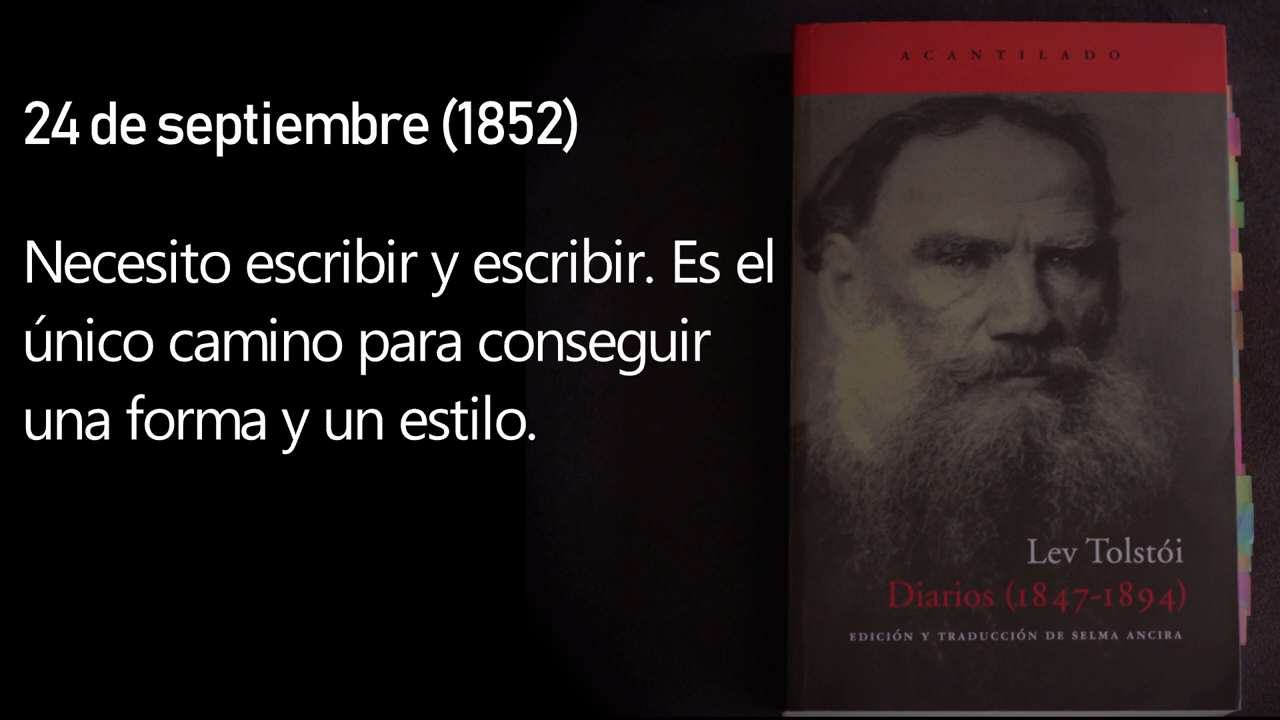 24 de septiembre (1852)
Necesito escribir y escribir. Es el
único camino para conseguir
una forma y un estilo.
ACANTILADO
Lev Tolstói
Diarios (1847-1894)
EDICIÓN Y TRADUCCIÓN DE SELMA ANCIRA